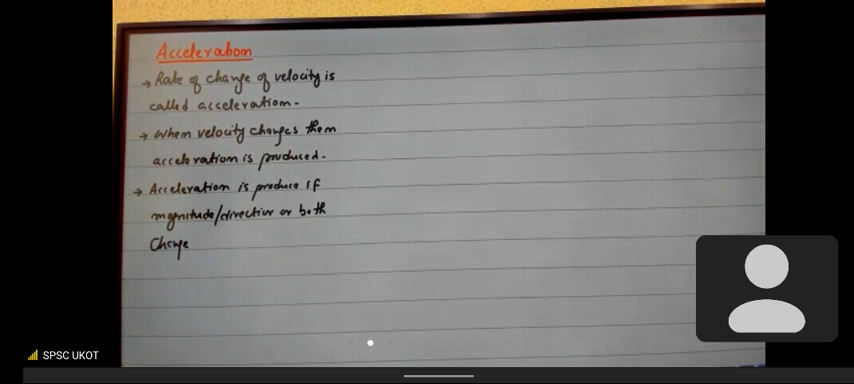 Acceleration
→ Rate of change of velocity is
called acceleration.
→ When velocity changes then
acceleration is produced.
→ Acceleration is produce if
magnitude/direction or both
Change
SPSC UKOT